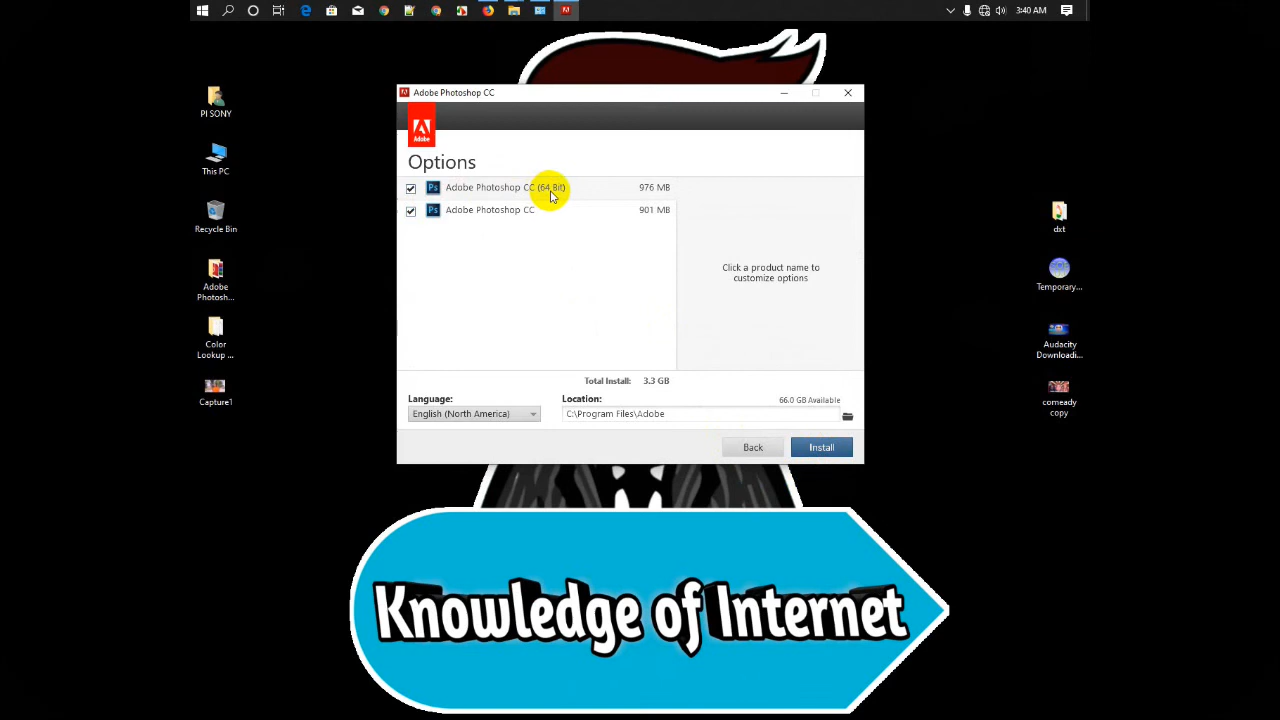 3:40 AM
PI SONY
This PC
Recycle Bin
Adobe
Photosh...
Color
Lookup ...
Capture1
Adobe Photoshop CC
Adobe
Options
Ps Adobe Photoshop CC (64 Bit) 976 MB
Ps Adobe Photoshop CC 901 MB
Click a product name to
customize options
Total Install: 3.3 GB
Language:
English (North America)
Location:
66.0 GB Available
C:\Program Files\Adobe
Back
Install
dxt
Temporary...
Audacity
Downloadi...
comeady
copy
Knowledge of Internet